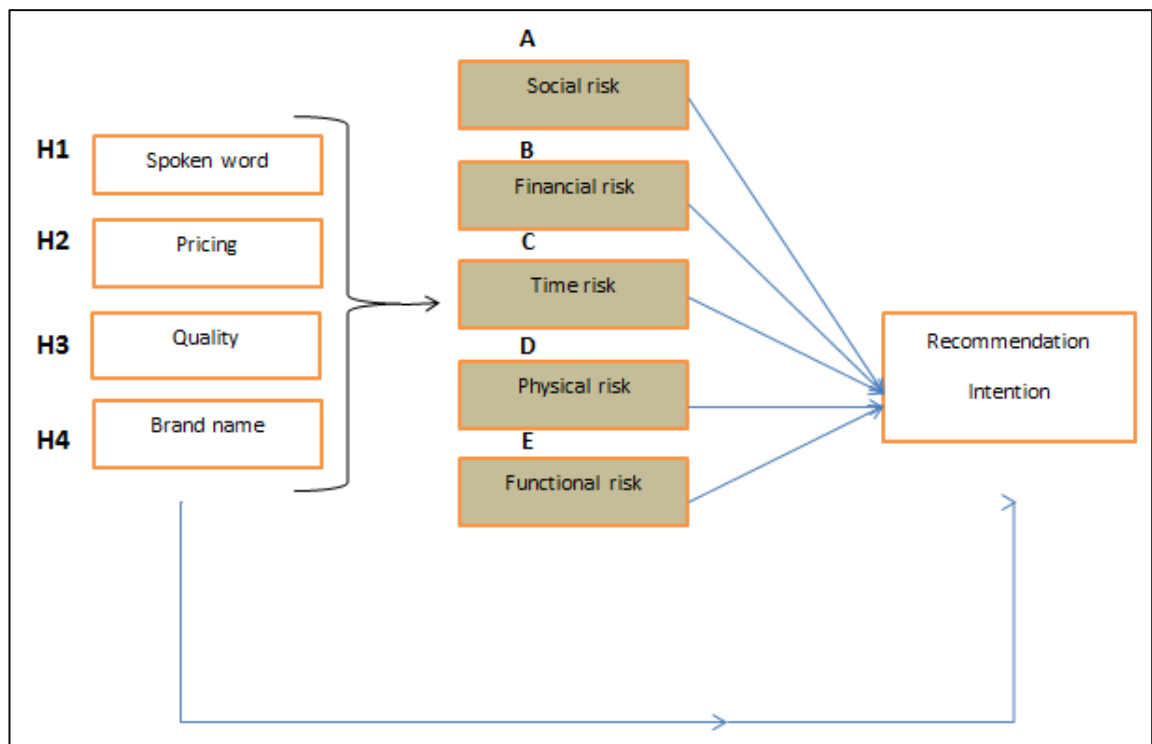 H1
Spoken word
H2
Pricing
H3
Quality
H4
Brand name
A
Social risk
B
Financial risk
C
Time risk
D
Physical risk
E
Functional risk
Recommendation
Intention